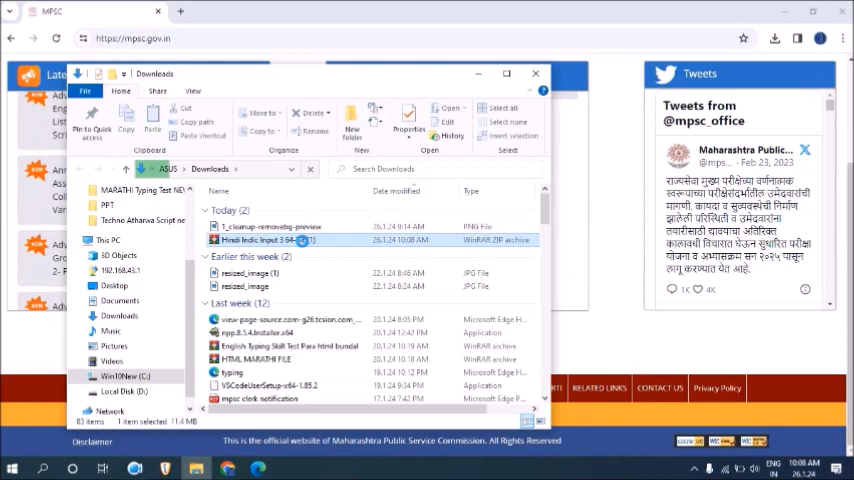 MPSC
https://mpsc.gov.in
Late
Tweets
Tweets from
@mpsc_office
Maharashtra Public...
@mps... · Feb 23, 2023
राज्यसेवा मुख्य परीक्षेच्या वर्णनात्मक
स्वरूपाच्या परीक्षेसंदर्भातील उमेदवारांची
मागणी, कायदा व सुव्यवस्थेची निर्माण
झालेली परिस्थिती व उमेदवारांना
तयारीसाठी द्यावयाचा अतिरिक्त
कालावधी विचारात घेऊन सुधारित परीक्षा
योजना व अभ्यासक्रम सन २०२५ पासून
लागू करण्यात येत आहे.
1K 4K
Downloads
File Home Share View
Pin to Quick access
Copy
Paste
Cut
Copy path
Paste shortcut
Move to
Copy to
Delete
Rename
New folder
Properties
Open
Edit
History
Select all
Select none
Invert selection
Clipboard Organize New Open Select
ASUS Downloads
Search Downloads
MARATHI Typing Test NEW
PPT
Techno Atharwa Script ne
This PC
3D Objects
192.168.43.1
Desktop
Documents
Downloads
Music
Pictures
Videos
Win10New (C:)
Local Disk (D:)
Network
Name Date modified Type
Today (2)
1_cleanup-removebg-preview 26.1.24 9:14 AM PNG File
Hindi Indic Input 3 64- (1) 26.1.24 10:08 AM WinRAR ZIP archive
Earlier this week (2)
resized_image (1) 22.1.24 8:46 AM JPG File
resized_image 22.1.24 8:46 AM JPG File
Last week (12)
view-page-source.com-g26.tcsion.com_... 20.1.24 8:05 PM Microsoft Edge H...
npp.8.5.4.Installer.x64 20.1.24 12:42 PM Application
English Typing Skill Test Para html bundal 20.1.24 10:19 AM WinRAR archive
HTML MARATHI FILE 20.1.24 10:18 AM WinRAR archive
typing 19.1.24 10:12 PM Microsoft Edge H...
VSCodeUserSetup-x64-1.85.2 19.1.24 9:34 PM Application
mpsc clerk notification 17.1.24 7:42 PM Microsoft Edge P...
83 items 1 item selected 11.4 MB
RTI RELATED LINKS CONTACT US Privacy Policy
Disclaimer
This is the official website of Maharashtra Public Service Commission. All Rights Reserved
ENG
IN
10:08 AM
26.1.24